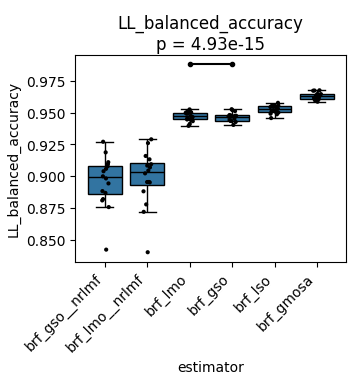 LL_balanced_accuracy
p = 4.93e-15
LL_balanced_accuracy
0.975
0.950
0.925
0.900
0.875
0.850
brf_gso__nrlmf
brf_lmo__nrlmf
brf_lmo
brf_gso
brf_lso
brf_gmosa
estimator